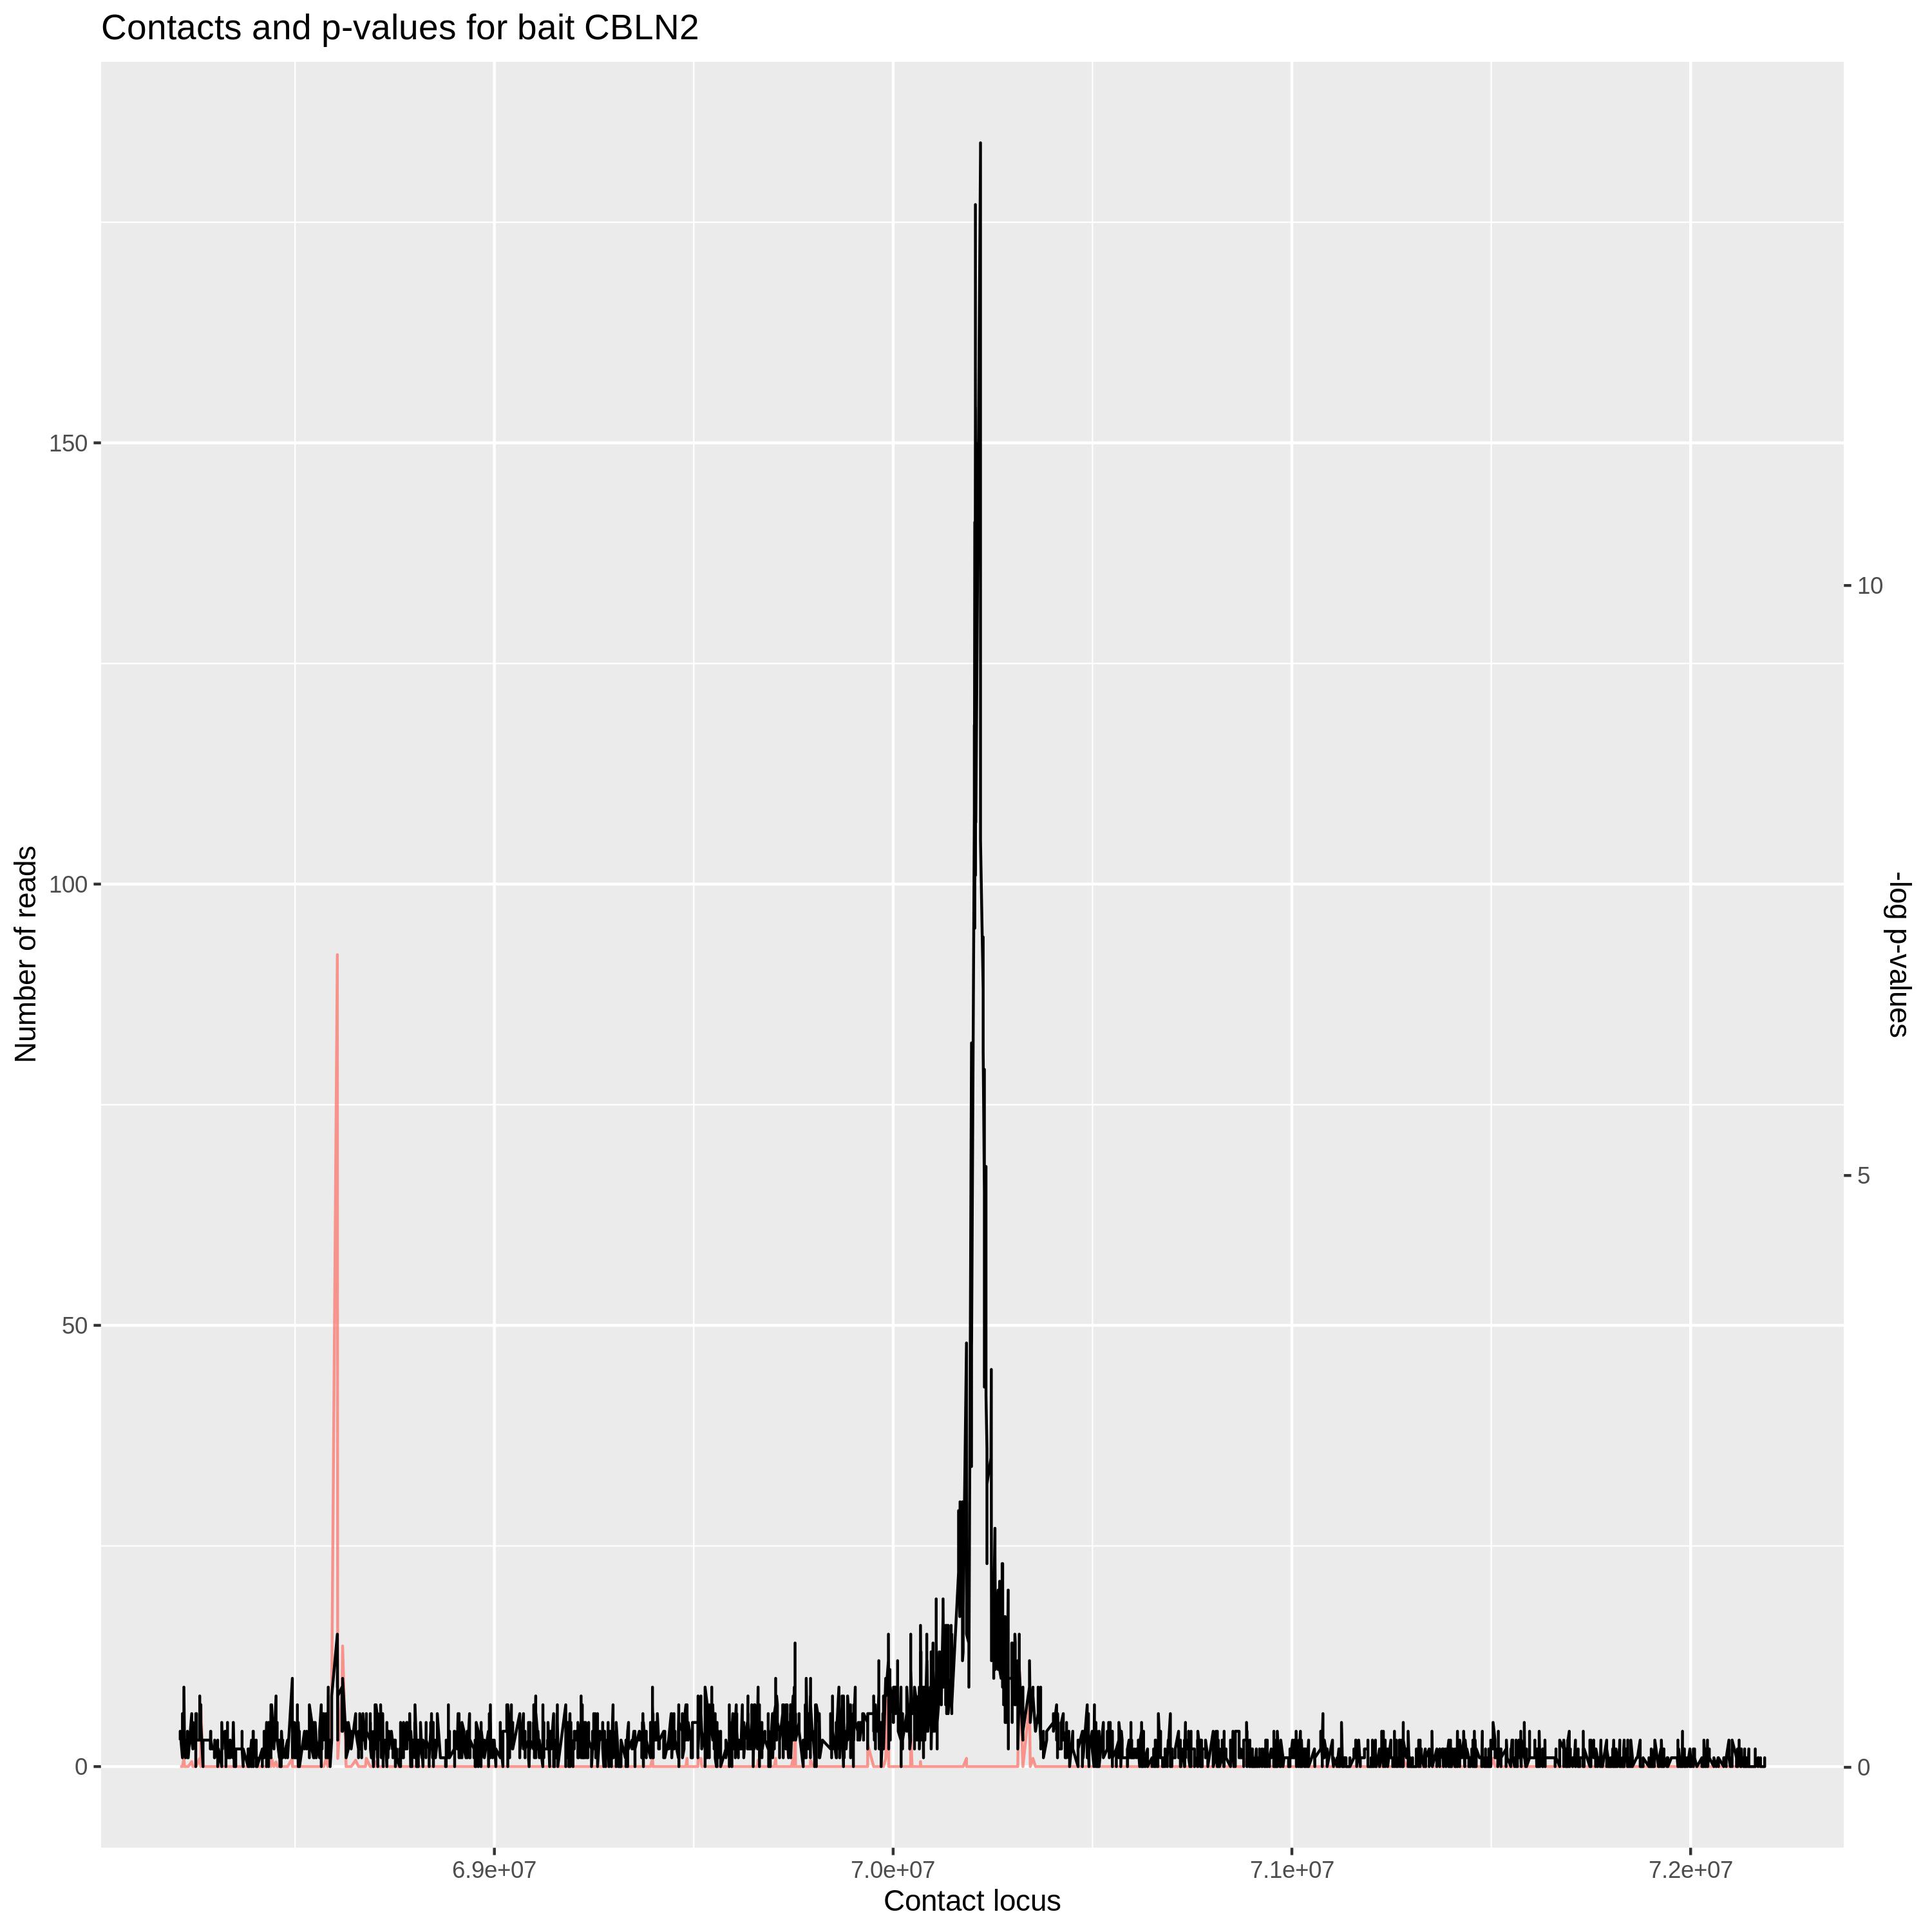 Contacts and p-values for bait CBLN2
150
100
50
0
10
5
0
Number of reads
-log p-values
6.9e+07
7.0e+07
7.1e+07
7.2e+07
Contact locus